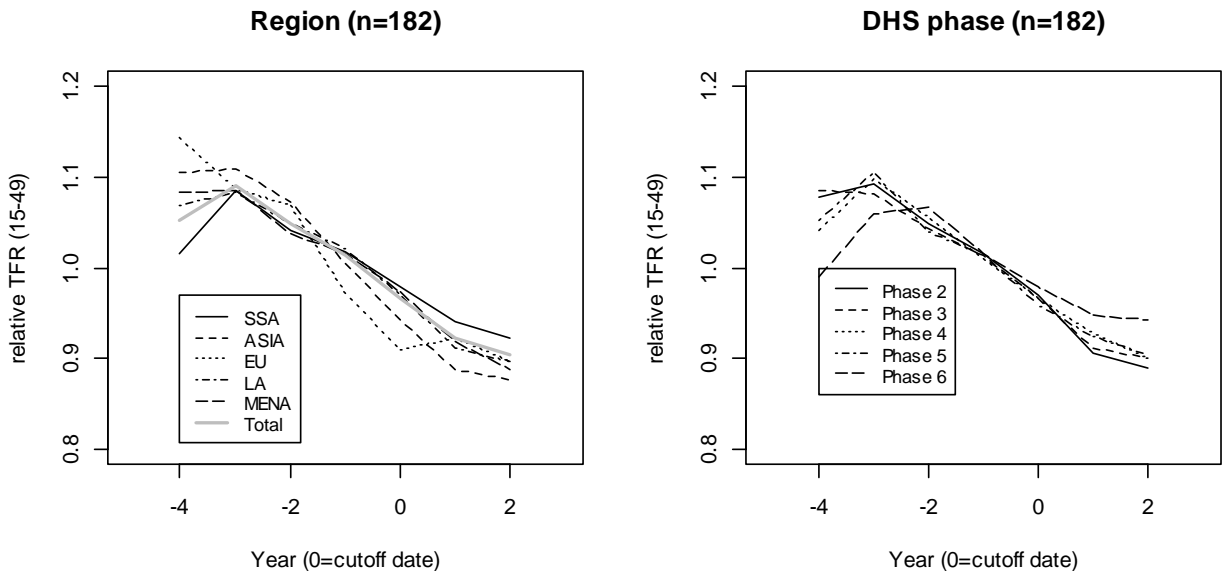 Region (n=182)
relative TFR (15-49)
1.2
1.1
1.0
0.9
0.8
SSA
ASIA
EU
LA
MENA
Total
-4
-2
0
2
Year (0=cutoff date)
DHS phase (n=182)
relative TFR (15-49)
1.2
1.1
1.0
0.9
0.8
Phase 2
Phase 3
Phase 4
Phase 5
Phase 6
-4
-2
0
2
Year (0=cutoff date)